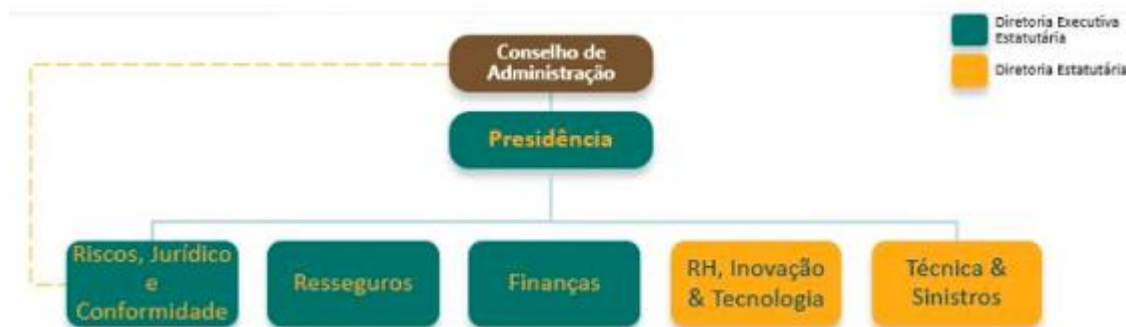 Diretoria Executiva
Estatutária
Diretoria Estatutária
Conselho de
Administração
Presidência
Riscos, Jurídico
e
Conformidade
Resseguros
Finanças
RH, Inovação
& Tecnologia
Técnica &
Sinistros